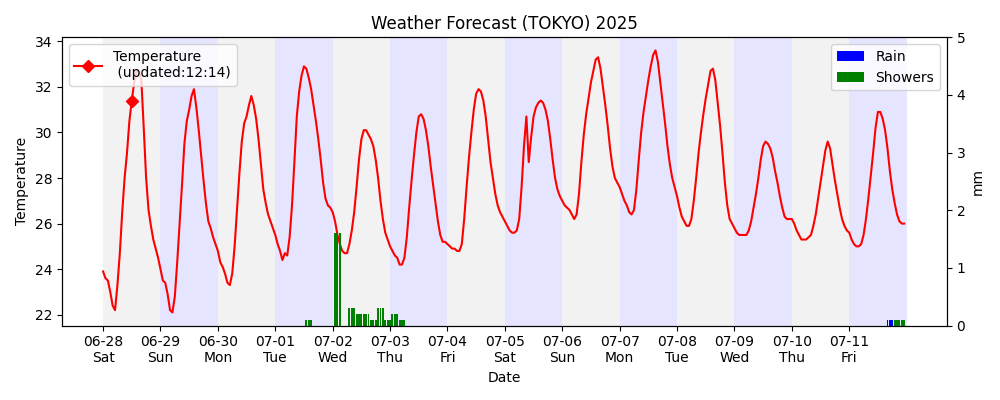 Weather Forecast (TOKYO) 2025
Temperature
(updated:12:14)
Rain
Showers
34
32
30
28
26
24
22
Temperature
5
4
3
2
1
0
mm
06-28 06-29 06-30 07-01 07-02 07-03 07-04 07-05 07-06 07-07 07-08 07-09 07-10 07-11
Sat Sun Mon Tue Wed Thu Fri Sat Sun Mon Tue Wed Thu Fri
Date